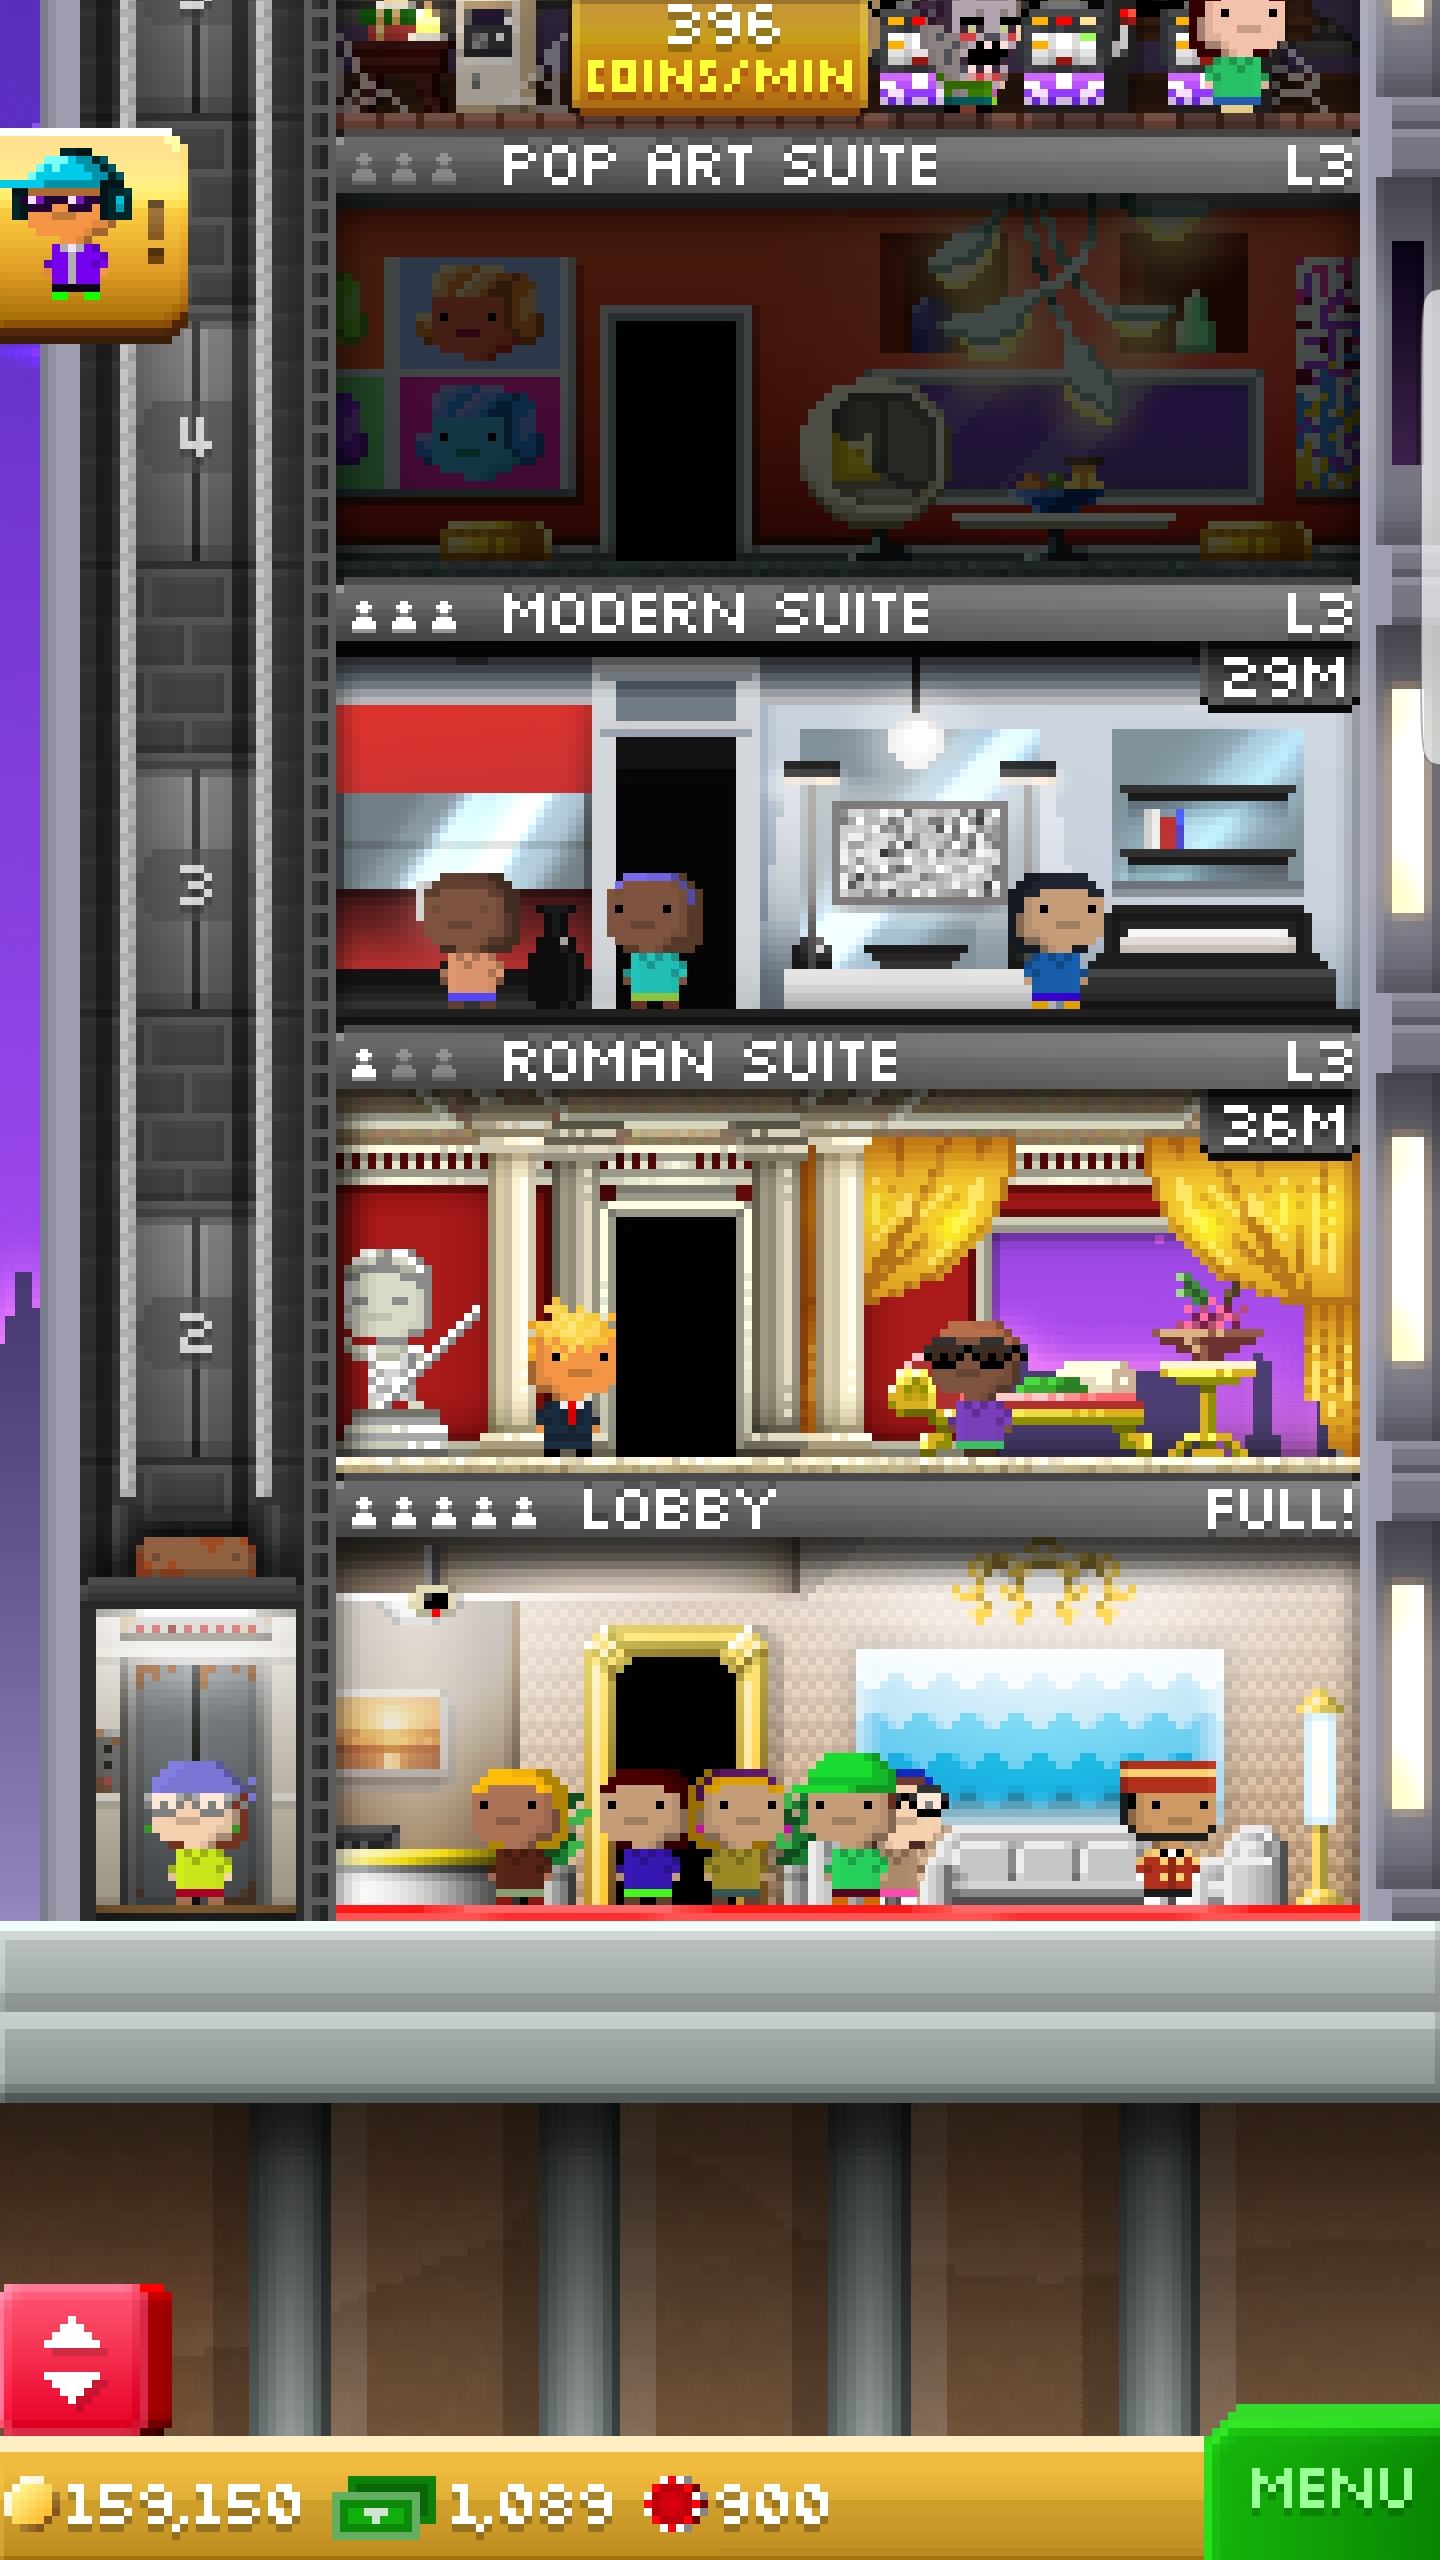 396
COINS/MIN
POP ART SUITE L3
!
4
MODERN SUITE L3
29M
3
ROMAN SUITE L3
36M
2
LOBBY FULL!
159,150 1,089 900
MENU